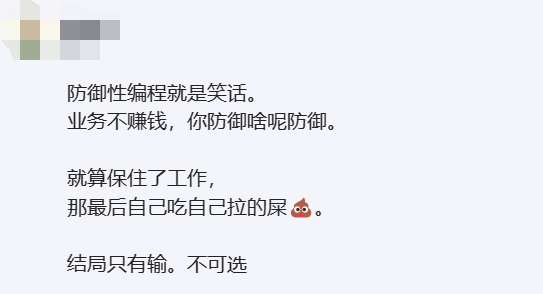 防御性编程就是笑话。
业务不赚钱，你防御啥呢防御。
就算保住了工作，
那最后自己吃自己拉的屎💩。
结局只有输。不可选